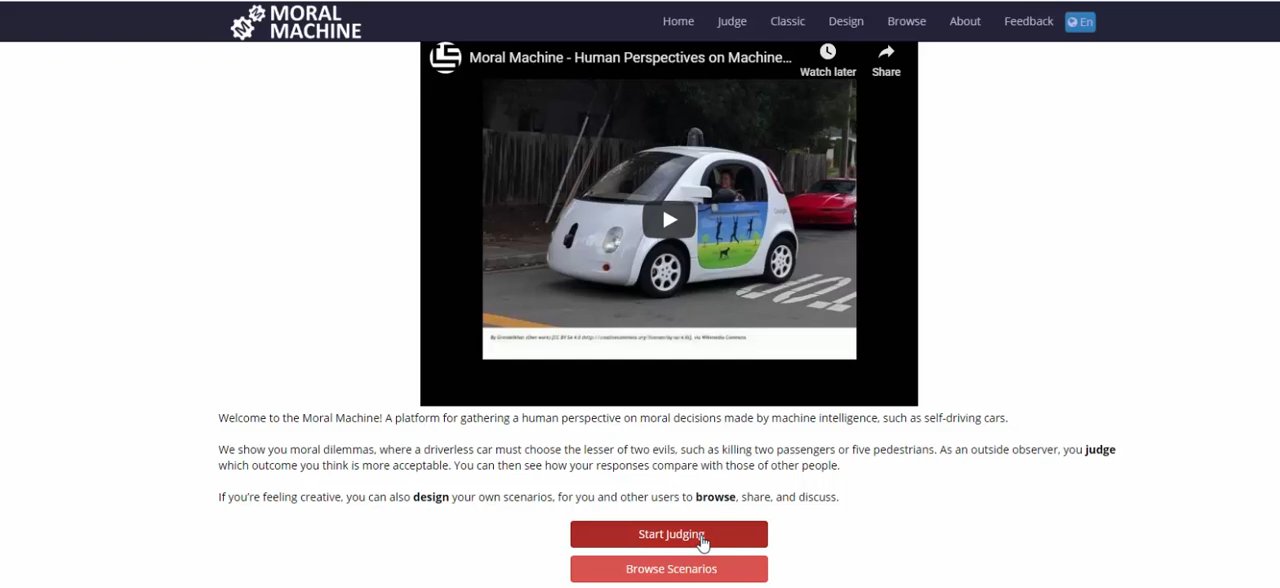 MORAL
MACHINE
Home Judge Classic Design Browse About Feedback En
Moral Machine - Human Perspectives on Machine...
Watch later Share
Welcome to the Moral Machine! A platform for gathering a human perspective on moral decisions made by machine intelligence, such as self-driving cars.
We show you moral dilemmas, where a driverless car must choose the lesser of two evils, such as killing two passengers or five pedestrians. As an outside observer, you judge
which outcome you think is more acceptable. You can then see how your responses compare with those of other people.
If you're feeling creative, you can also design your own scenarios, for you and other users to browse, share, and discuss.
Start Judging
Browse Scenarios